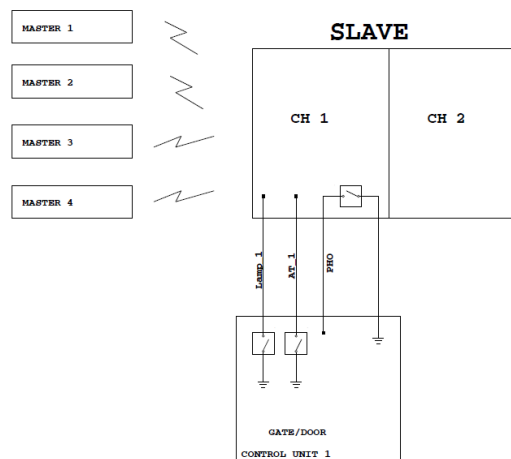 MASTER 1
SLAVE
MASTER 2
CH 1
CH 2
MASTER 3
MASTER 4
Lamp_1
AT_1
PHO
GATE/DOOR
CONTROL UNIT 1